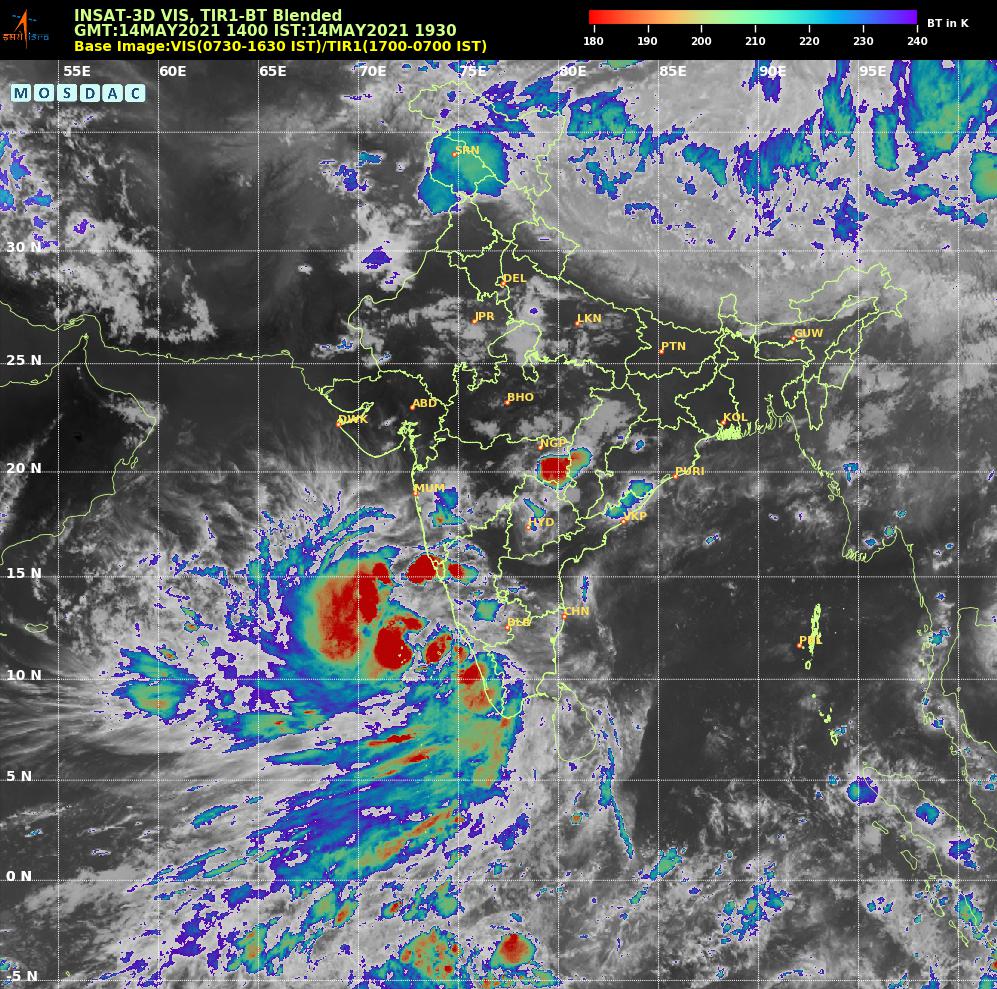 INSAT-3D VIS, TIR1-BT Blended
GMT:14MAY2021 1400 IST:14MAY2021 1930
Base Image:VIS(0730-1630 IST)/TIR1(1700-0700 IST)
BT in K
180 190 200 210 220 230 240
55E 60E 65E 70E 75E 80E 85E 90E 95E
MOSDAC
SRN
30 N
DEL
JPR
LKN
GUW
PTN
25 N
BHO
ABD
DWK
KOL
NGP
20 N
PURI
MUM
HYD
VKP
15 N
CHN
BLB
PBL
10 N
5 N
0 N
-5 N